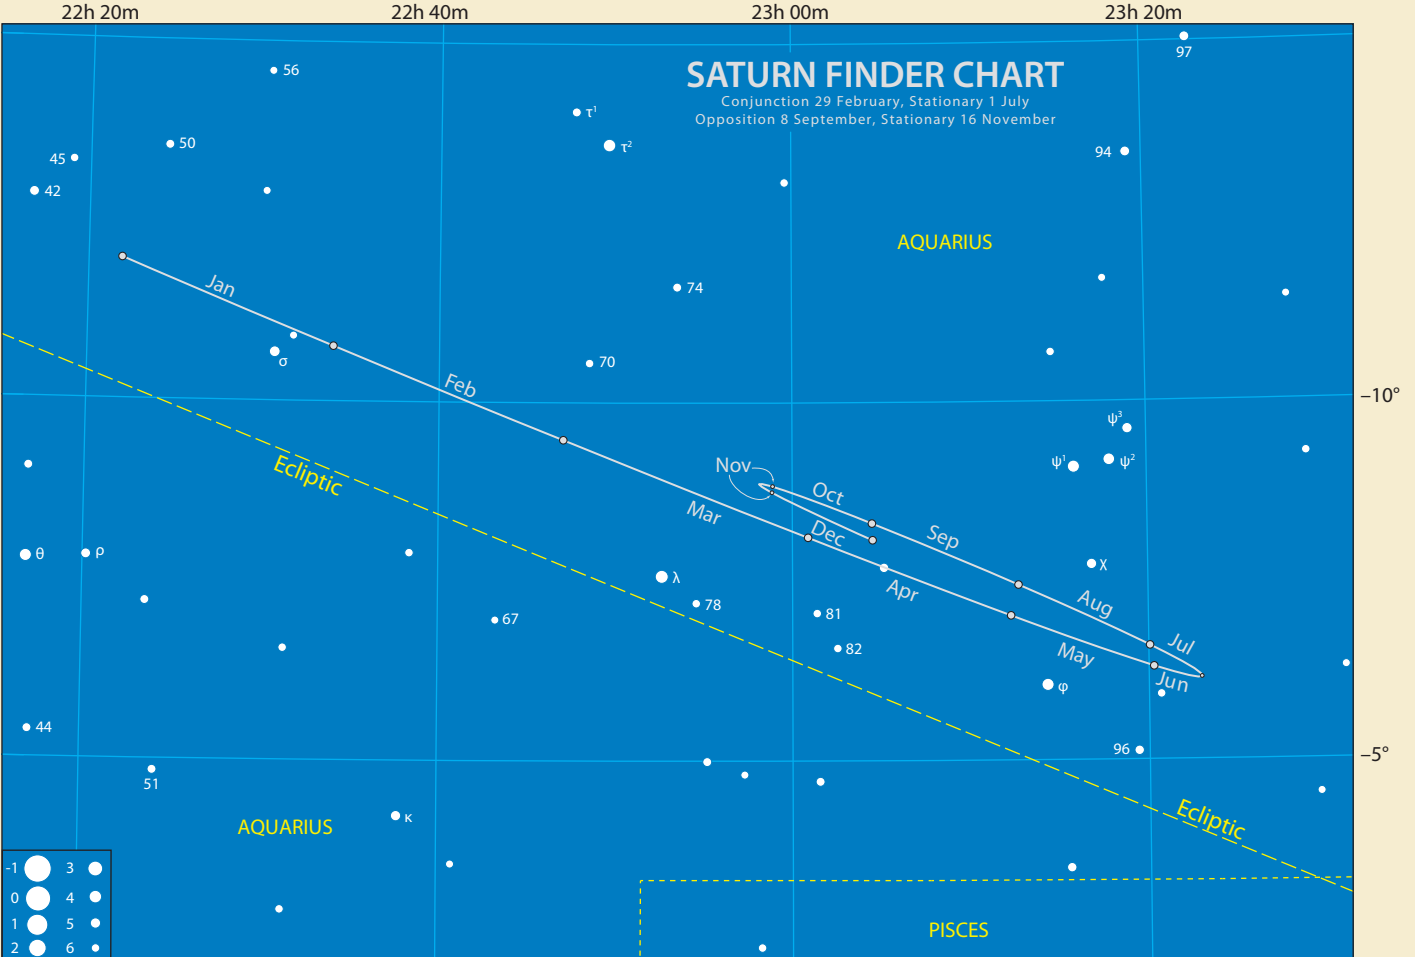 22h 20m
22h 40m
23h 00m
23h 20m
97
SATURN FINDER CHART
Conjunction 29 February, Stationary 1 July
Opposition 8 September, Stationary 16 November
56
τ¹
50
τ²
94
45
42
AQUARIUS
Jan
74
σ
70
Feb
–10°
ψ³
Nov
ψ¹
ψ²
Ecliptic
Oct
Mar
Dec
Sep
θ
ρ
χ
λ
Apr
Aug
78
81
67
82
Jul
May
Jun
φ
44
96
–5°
51
κ
Ecliptic
AQUARIUS
-1
3
0
4
1
5
2
6
PISCES